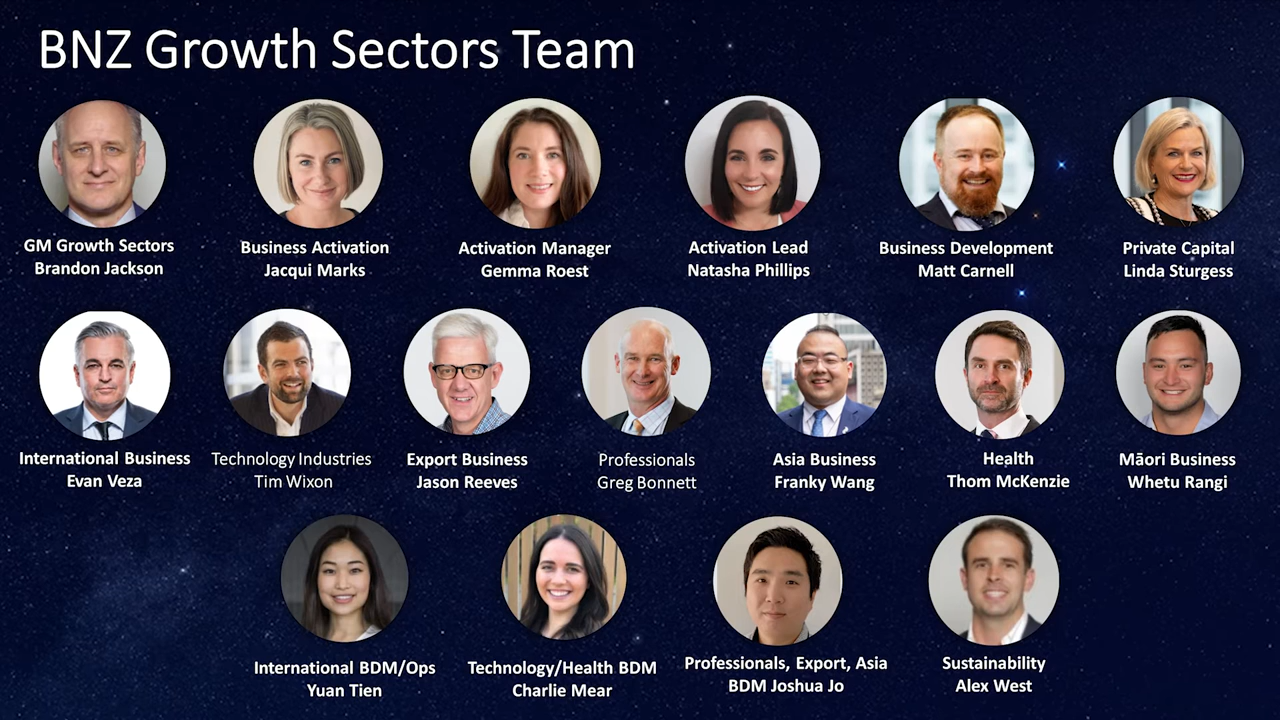 BNZ Growth Sectors Team
GM Growth Sectors
Brandon Jackson
Business Activation
Jacqui Marks
Activation Manager
Gemma Roest
Activation Lead
Natasha Phillips
Business Development
Matt Carnell
Private Capital
Linda Sturgess
International Business
Evan Veza
Technology Industries
Tim Wixon
Export Business
Jason Reeves
Professionals
Greg Bonnett
Asia Business
Franky Wang
Health
Thom McKenzie
Māori Business
Whetu Rangi
International BDM/Ops
Yuan Tien
Technology/Health BDM
Charlie Mear
Professionals, Export, Asia
BDM Joshua Jo
Sustainability
Alex West